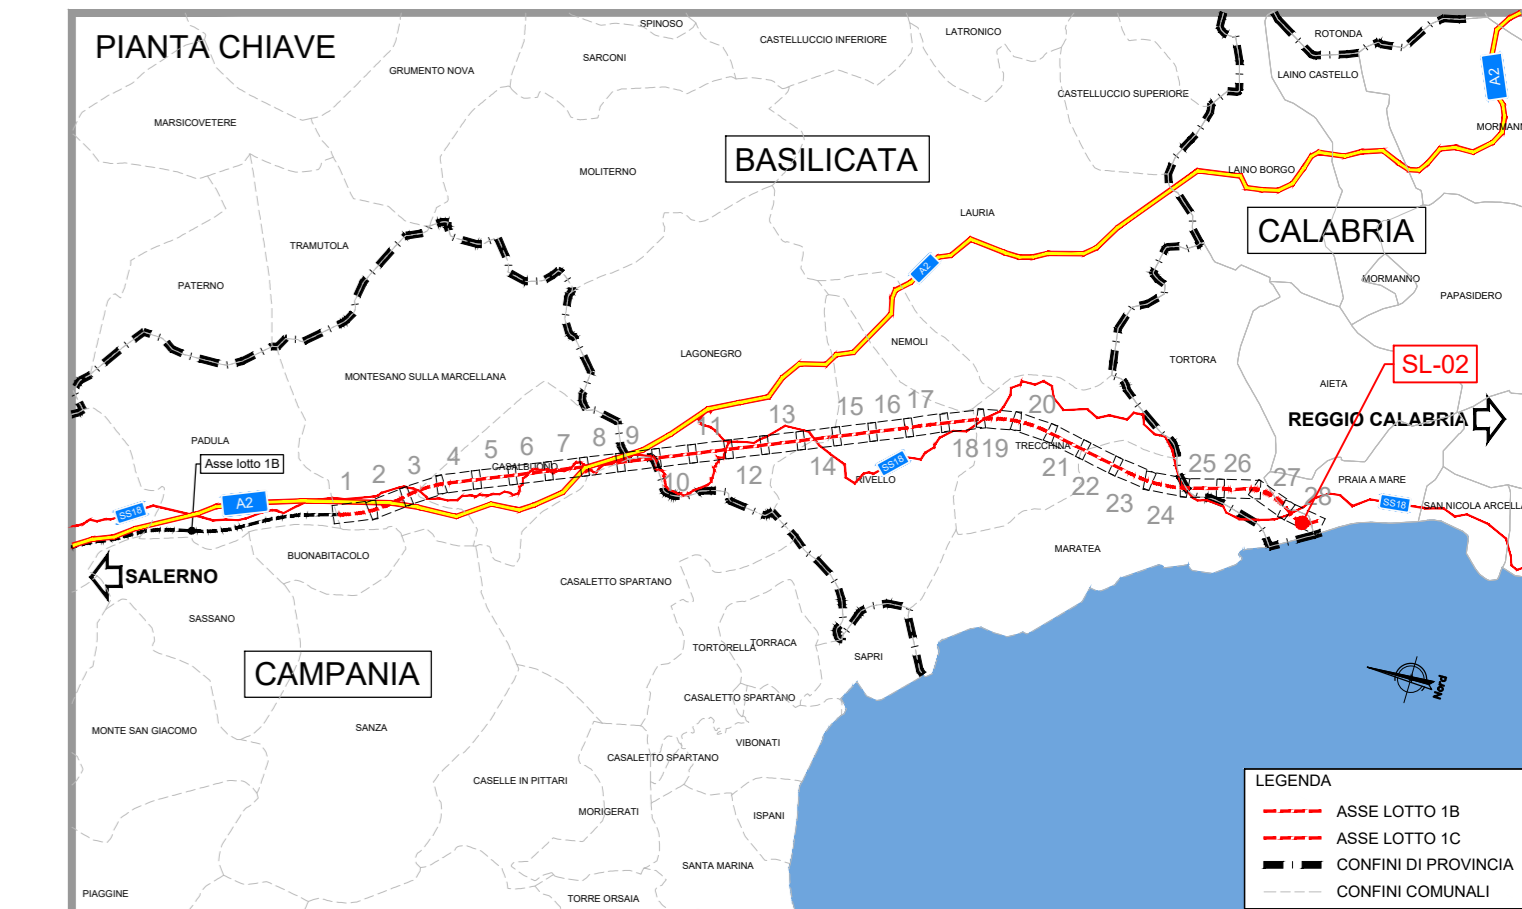 PIANTA CHIAVE
SPINOSO
CASTELLUCCIO INFERIORE
LATRONICO
ROTONDA
SARCONI
GRUMENTO NOVA
LAINO CASTELLO
A2
CASTELLUCCIO SUPERIORE
MARSICOVETERE
MORMANN
BASILICATA
MOLITERNO
LAINO BORGO
LAURIA
CALABRIA
TRAMUTOLA
A2
MORMANNO
PATERNO
PAPASIDERO
NEMOLI
LAGONEGRO
TORTORA
SL-02
MONTESANO SULLA MARCELLANA
AIETA
REGGIO CALABRIA
PADULA
Asse lotto 1B
1
2
3
4
5
6
7
8
9
10
11
12
13
14
15
16
17
18
19
20
21
22
23
24
25
26
27
28
CASALBUONO
TRECCHINA
SS18
RIVELLO
PRAIA A MARE
SS18
SAN NICOLA ARCELLA
SS18
A2
BUONABITACOLO
MARATEA
SALERNO
CASALETTO SPARTANO
SASSANO
TORTORELLA
TORRACA
SAPRI
CAMPANIA
Nord
CASALETTO SPARTANO
MONTE SAN GIACOMO
SANZA
VIBONATI
CASALETTO SPARTANO
CASELLE IN PITTARI
LEGENDA
MORIGERATI
ISPANI
ASSE LOTTO 1B
ASSE LOTTO 1C
SANTA MARINA
CONFINI DI PROVINCIA
PIAGGINE
TORRE ORSAIA
CONFINI COMUNALI